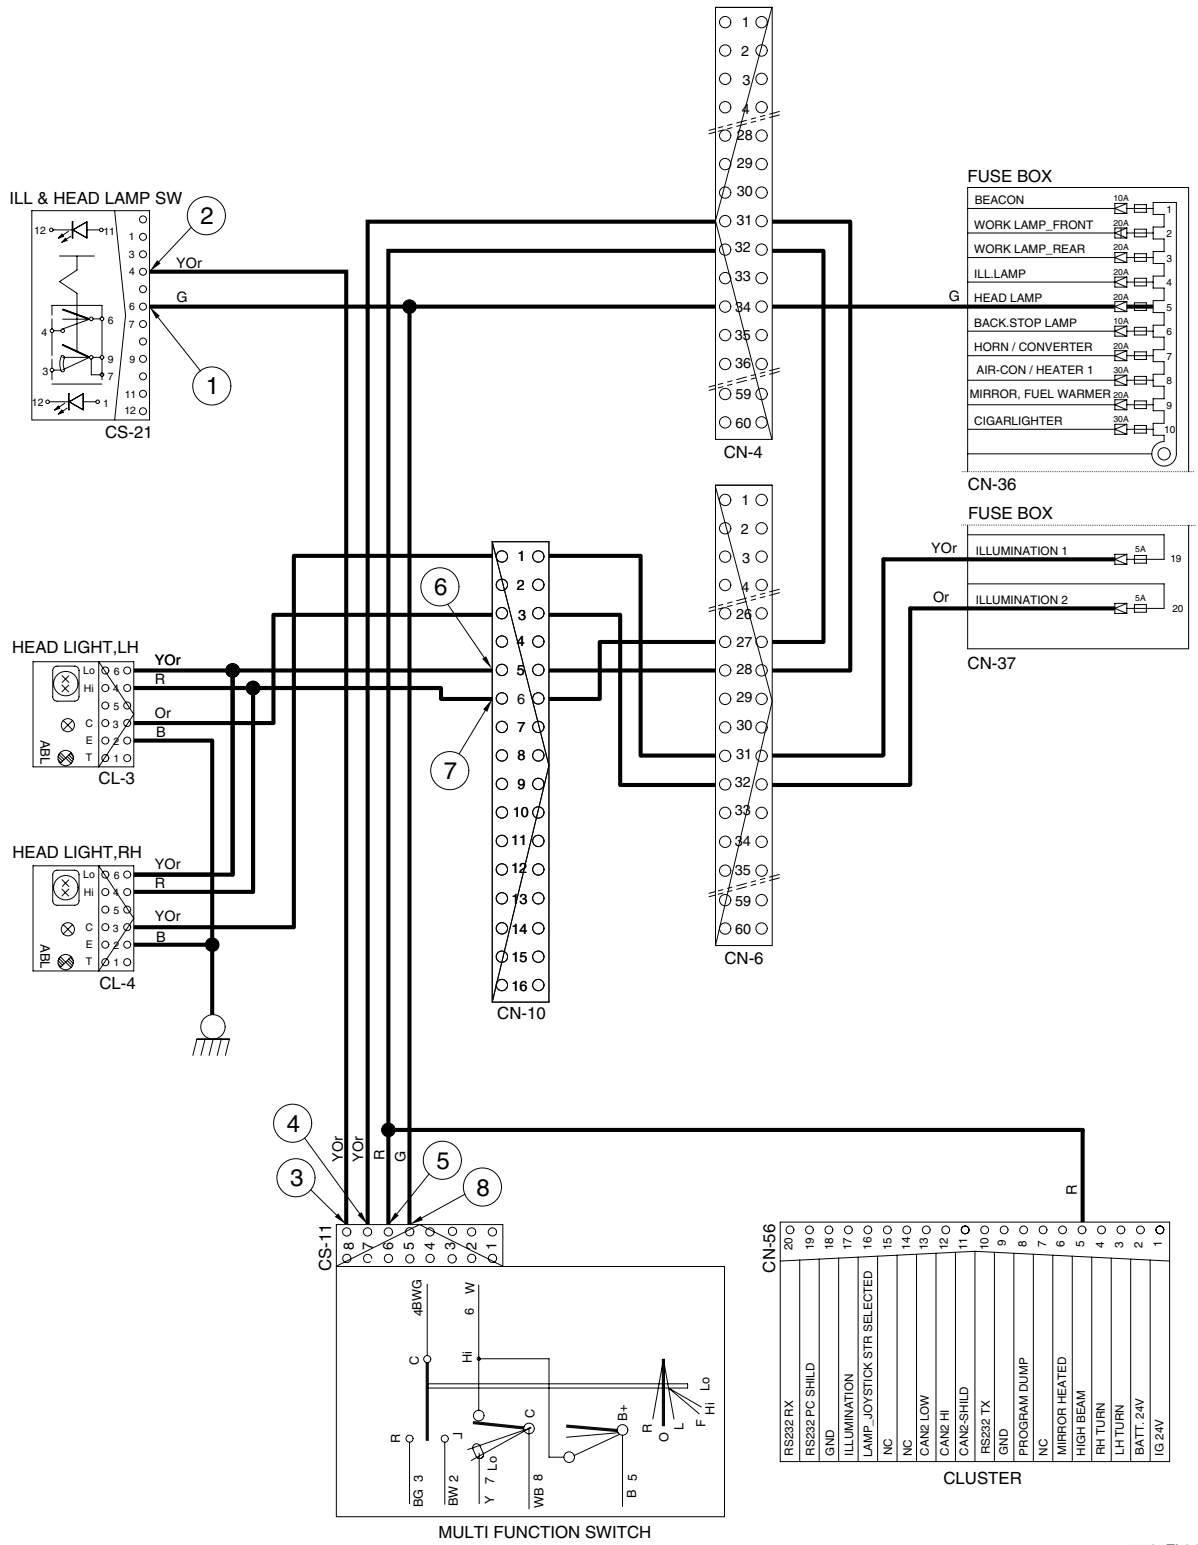 1
2
3
4
28
29
30
31
32
33
34
35
36
59
60
CN-4
ILL & HEAD LAMP SW
12
11
4
6
9
3
7
12
1
1
3
4
6
7
9
11
12
CS-21
2
YOr
G
1
FUSE BOX
BEACON 10A 1
WORK LAMP_FRONT 20A 2
WORK LAMP_REAR 20A 3
ILL.LAMP 20A 4
G HEAD LAMP 20A 5
BACK.STOP LAMP 10A 6
HORN / CONVERTER 20A 7
AIR-CON / HEATER 1 30A 8
MIRROR, FUEL WARMER 20A 9
CIGARLIGHTER 30A 10
CN-36
FUSE BOX
YOr ILLUMINATION 1 5A 19
Or ILLUMINATION 2 5A 20
CN-37
1
2
3
4
26
27
28
29
30
31
32
33
34
35
59
60
CN-6
1
2
3
4
5
6
7
8
9
10
11
12
13
14
15
16
CN-10
6
7
HEAD LIGHT,LH
Lo 6 YOr
Hi 4 R
5
C 3 Or
E 2 B
T 1
ABL
CL-3
HEAD LIGHT,RH
Lo 6 YOr
Hi 4 R
5
C 3 YOr
E 2 B
T 1
ABL
CL-4
4
3
5
8
YOr
YOr
R
G
R
CS-11
8
7
6
5
4
3
2
1
4BWG
6 W
C
Hi
R
L
C
B+
Lo
Hi
F
R
O
L
Lo
BG 3
BW 2
Y 7
WB 8
B 5
MULTI FUNCTION SWITCH
CN-56
20 RS232 RX
19 RS232 PC SHILD
18 GND
17 ILLUMINATION
16 LAMP_JOYSTICK STR SELECTED
15 NC
14 NC
13 CAN2 LOW
12 CAN2 HI
11 CAN2-SHILD
10 RS232 TX
9 GND
8 PROGRAM DUMP
7 NC
6 MIRROR HEATED
5 HIGH BEAM
4 RH TURN
3 LH TURN
2 BATT. 24V
1 IG 24V
CLUSTER